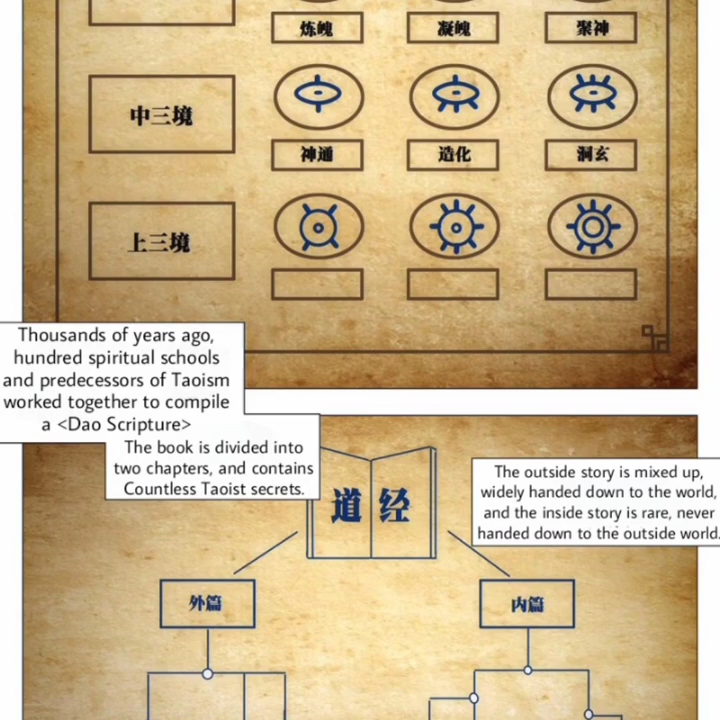 炼魄
凝魄
聚神
中三境
神通
造化
洞玄
上三境
Thousands of years ago,
hundred spiritual schools
and predecessors of Taoism
worked together to compile
a <Dao Scripture>
The book is divided into
two chapters, and contains
Countless Taoist secrets.
道经
The outside story is mixed up,
widely handed down to the world,
and the inside story is rare, never
handed down to the outside world.
外篇
内篇